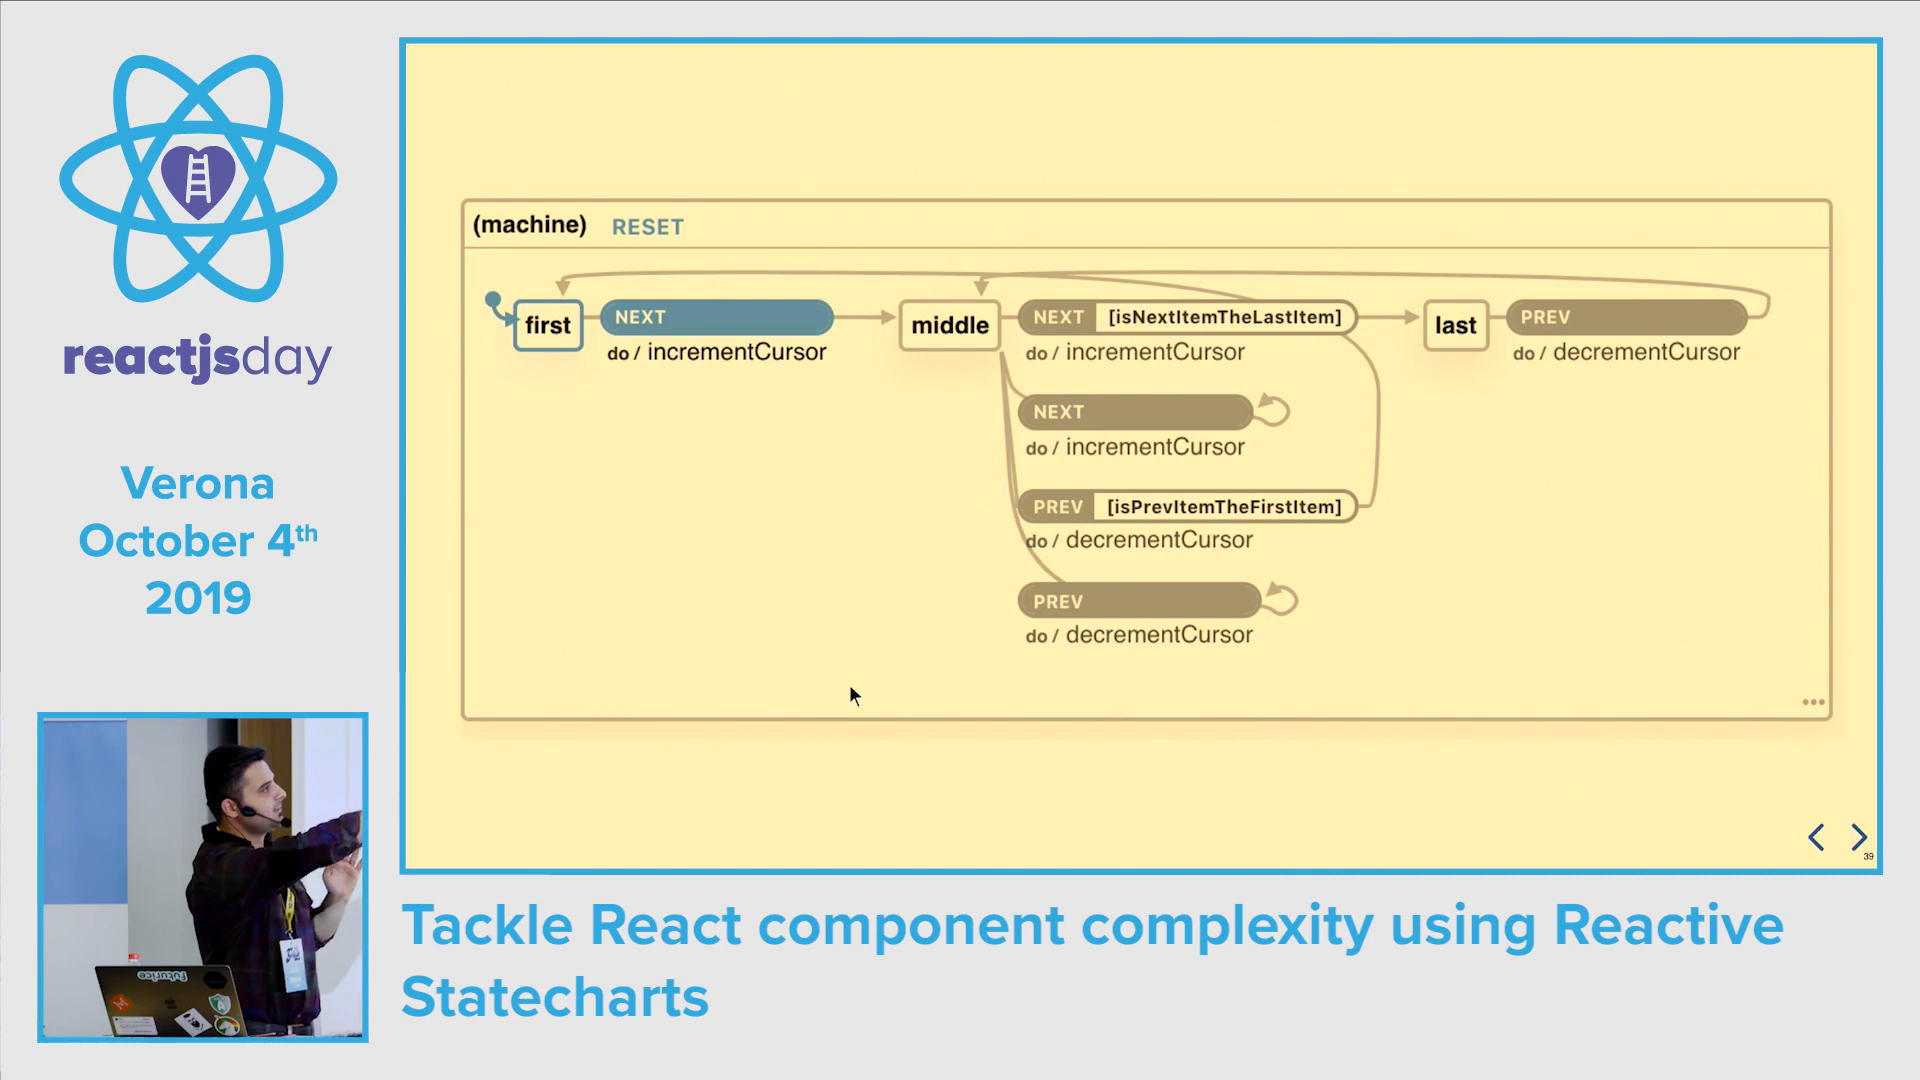 reactjsday
Verona
October 4th
2019
(machine) RESET
first NEXT middle NEXT [isNextItemTheLastItem] last PREV
do / incrementCursor do / incrementCursor do / decrementCursor
NEXT
do / incrementCursor
PREV [isPrevItemTheFirstItem]
do / decrementCursor
PREV
do / decrementCursor
39
futurice
Tackle React component complexity using Reactive
Statecharts